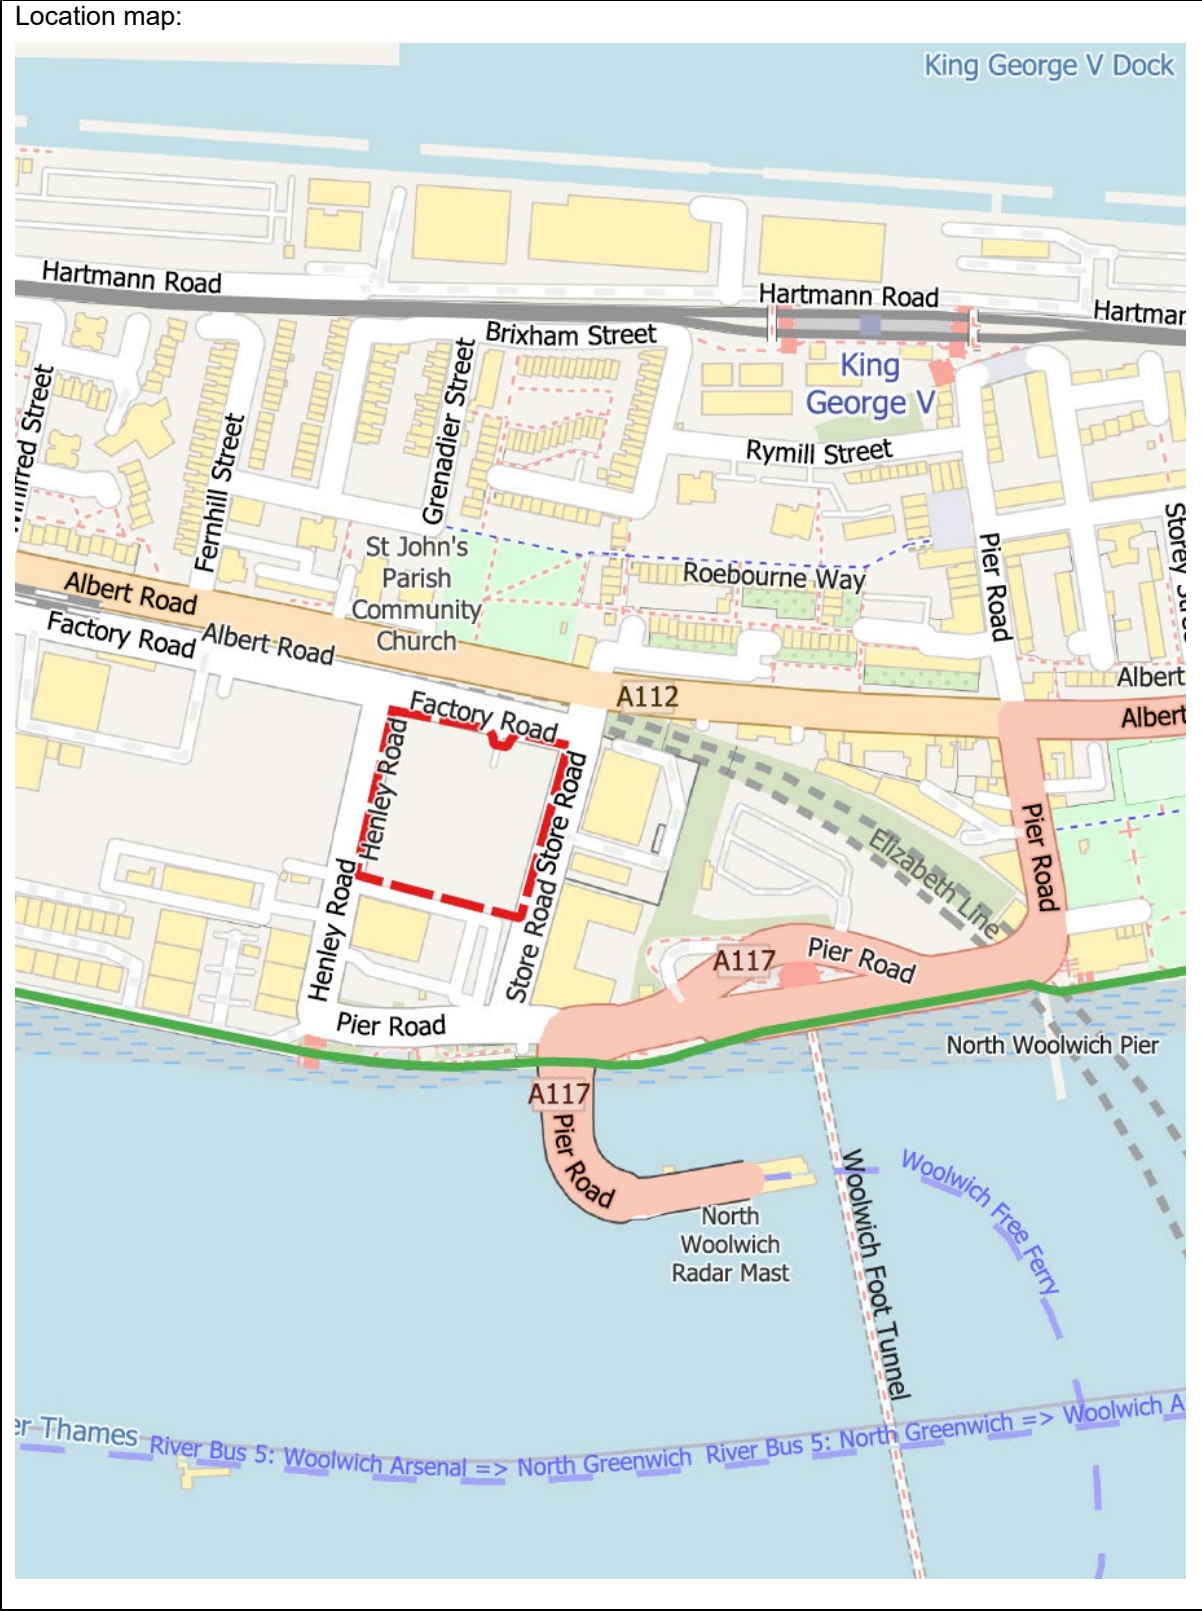 Location map:
King George V Dock
Hartmann Road
Hartmann Road
Hartmar
Brixham Street
King
George V
Grenadier Street
Fernhill Street
Rymill Street
St John's
Parish
Community
Church
Roebourne Way
Pier Road
Storey
Albert Road
Factory Road
Albert Road
A112
Albert
Albert
Factory Road
Henley Road
Store Road
Pier Road
Elizabeth Line
Henley Road
Store Road
A117
Pier Road
Pier Road
North Woolwich Pier
A117
Pier Road
North
Woolwich
Radar Mast
Woolwich Foot Tunnel
Woolwich Free Ferry
er Thames
River Bus 5: Woolwich Arsenal => North Greenwich
River Bus 5: North Greenwich => Woolwich A